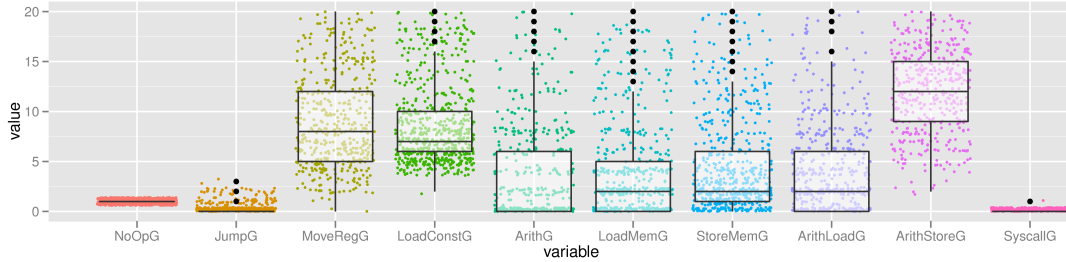 20
15
10
5
0
value
NoOpG JumpG MoveRegG LoadConstG ArithG LoadMemG StoreMemG ArithLoadG ArithStoreG SyscallG
variable